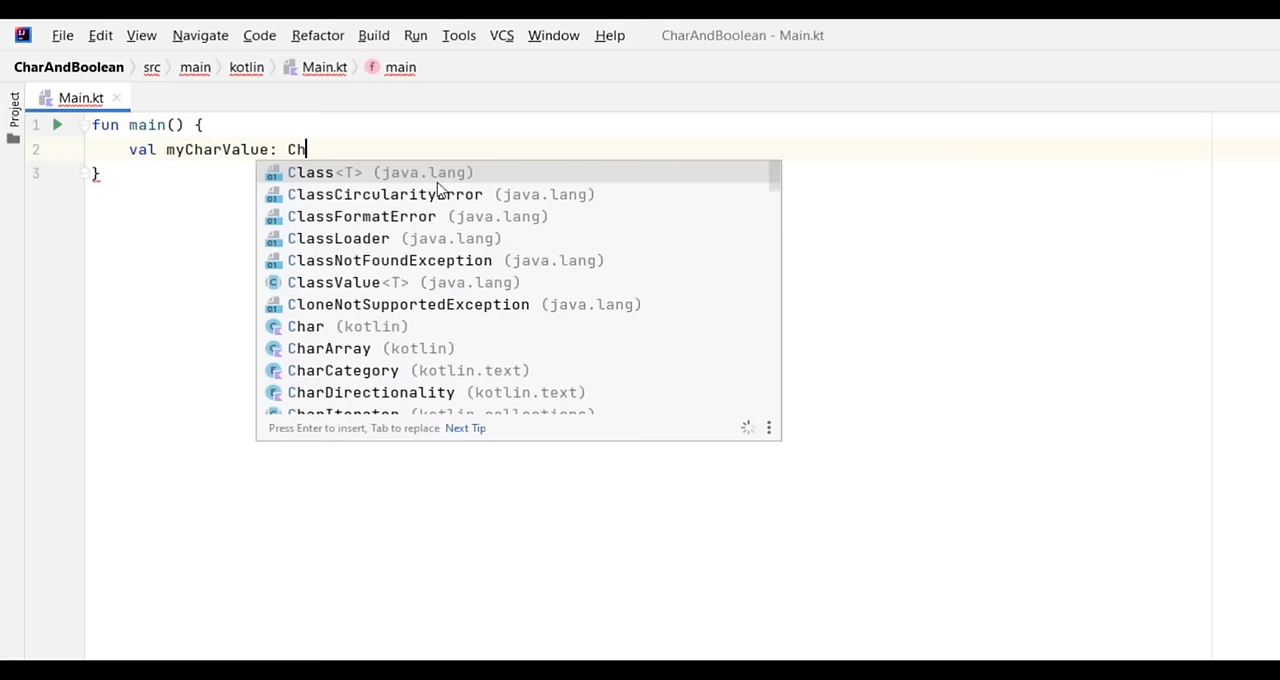 File Edit View Navigate Code Refactor Build Run Tools VCS Window Help CharAndBoolean - Main.kt
CharAndBoolean src main kotlin Main.kt main
Project
Main.kt
1 fun main() {
2 val myCharValue: Ch
3 }
Class<T> (java.lang)
ClassCircularityError (java.lang)
ClassFormatError (java.lang)
ClassLoader (java.lang)
ClassNotFoundException (java.lang)
ClassValue<T> (java.lang)
CloneNotSupportedException (java.lang)
Char (kotlin)
CharArray (kotlin)
CharCategory (kotlin.text)
CharDirectionality (kotlin.text)
CharIterator (kotlin.collections)
Press Enter to insert, Tab to replace Next Tip